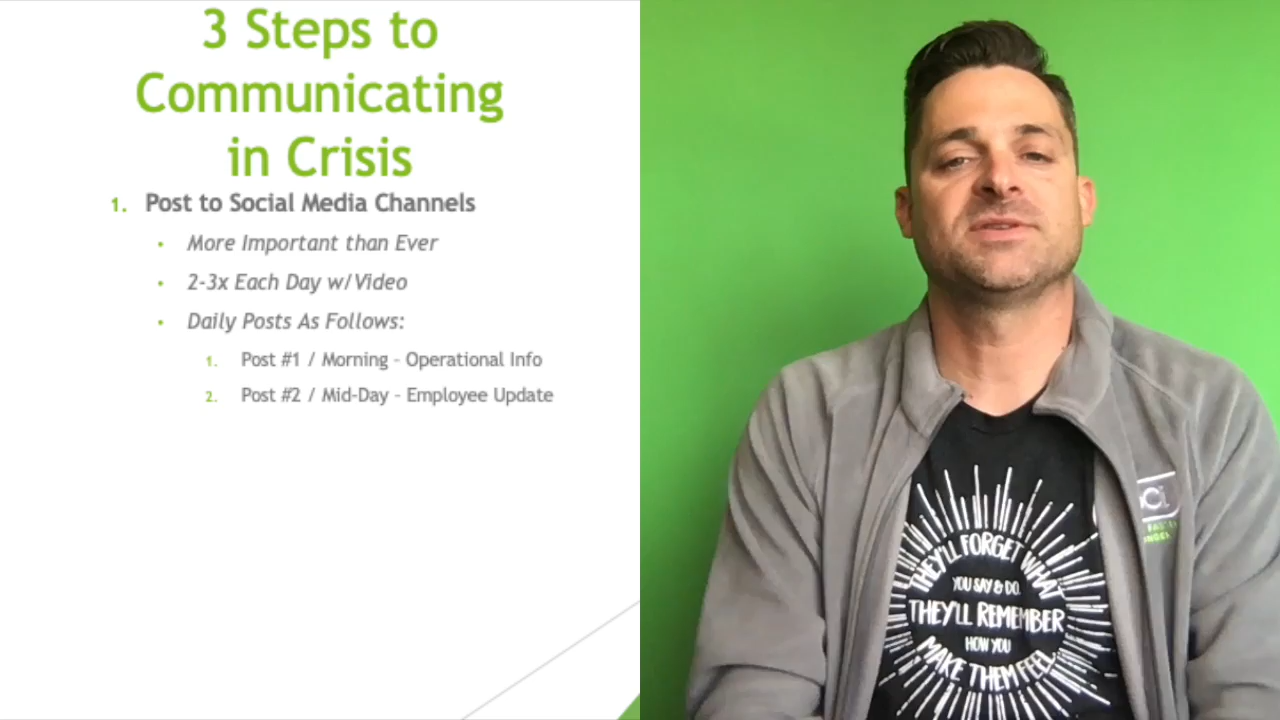 3 Steps to
Communicating
in Crisis
1. Post to Social Media Channels
• More Important than Ever
• 2-3x Each Day w/Video
• Daily Posts As Follows:
1. Post #1 / Morning – Operational Info
2. Post #2 / Mid-Day – Employee Update
THEY'LL FORGET WHAT
YOU SAY & DO.
THEY'LL REMEMBER
HOW YOU
MAKE THEM FEEL